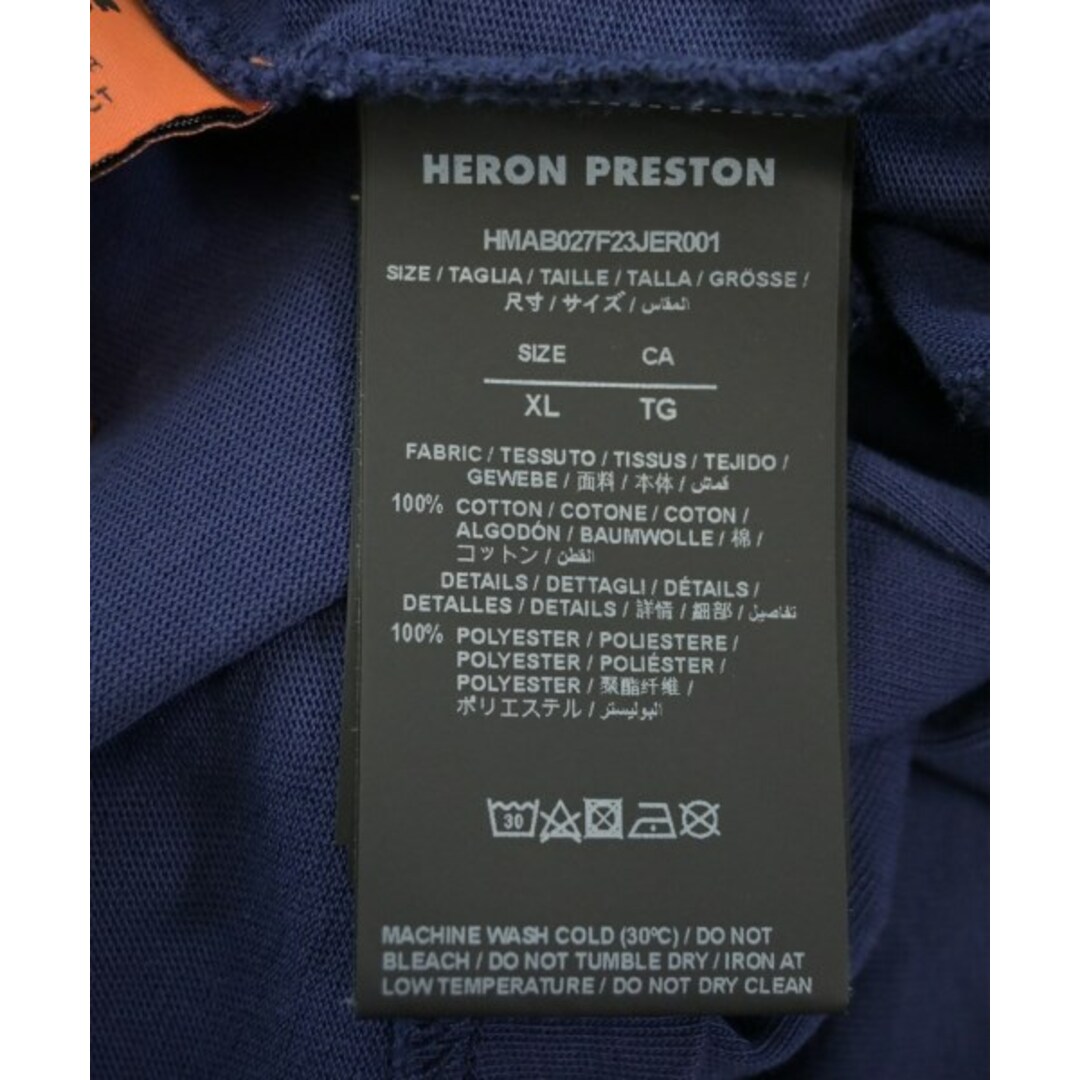 HERON PRESTON
HMAB027F23JER001
SIZE / TAGLIA / TAILLE / TALLA / GRÖSSE /
尺寸 / サイズ / المقاس
SIZE CA
XL TG
FABRIC / TESSUTO / TISSUS / TEJIDO /
GEWEBE / 面料 / 本体 / قماش
100% COTTON / COTONE / COTON /
ALGODÓN / BAUMWOLLE / 棉 /
コットン / القطن
DETAILS / DETTAGLI / DÉTAILS /
DETALLES / DETAILS / 詳情 / 細部 / تفاصيل
100% POLYESTER / POLIESTERE /
POLYESTER / POLIÉSTER /
POLYESTER / 聚酯纤维 /
ポリエステル / البوليستر
30
MACHINE WASH COLD (30ºC) / DO NOT
BLEACH / DO NOT TUMBLE DRY / IRON AT
LOW TEMPERATURE / DO NOT DRY CLEAN